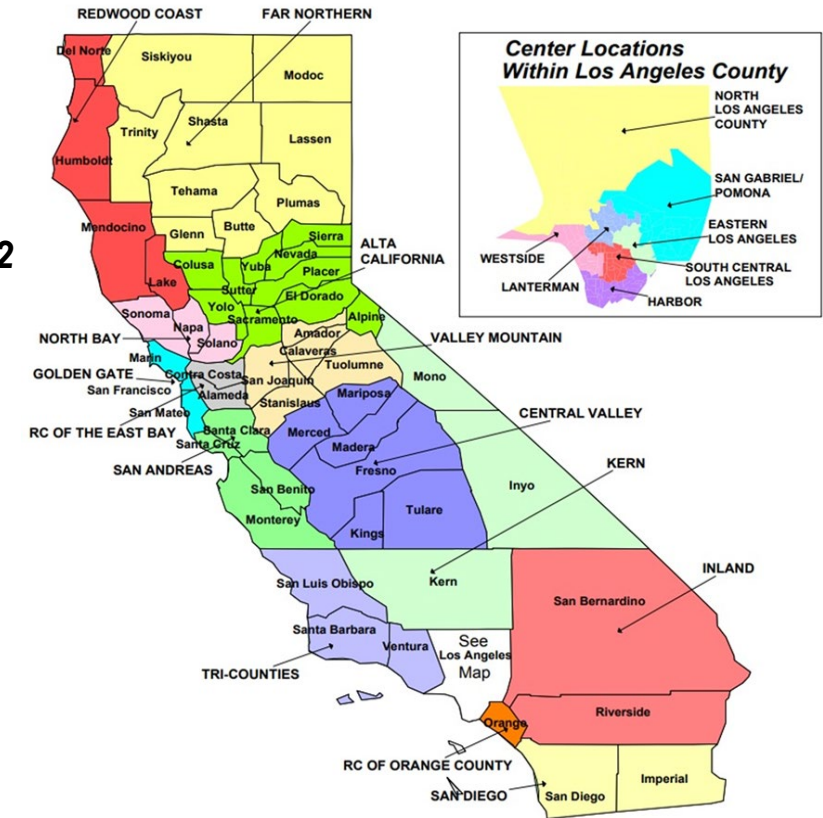 REDWOOD COAST
FAR NORTHERN
Del Norte
Siskiyou
Modoc
Trinity
Shasta
Lassen
Humboldt
Tehama
Plumas
Mendocino
Glenn
Butte
Sierra
Nevada
Colusa
Yuba
Placer
Lake
Sutter
El Dorado
Yolo
Sacramento
Alpine
ALTA
CALIFORNIA
2
Sonoma
Napa
Solano
NORTH BAY
Amador
Calaveras
Tuolumne
VALLEY MOUNTAIN
Marin
GOLDEN GATE
Contra Costa
San Joaquin
Mono
San Francisco
Alameda
Stanislaus
Mariposa
San Mateo
RC OF THE EAST BAY
Santa Clara
Merced
CENTRAL VALLEY
Santa Cruz
Madera
SAN ANDREAS
Fresno
KERN
San Benito
Inyo
Monterey
Tulare
Kings
INLAND
San Luis Obispo
Kern
San Bernardino
Santa Barbara
Ventura
See
Los Angeles
Map
TRI-COUNTIES
Orange
Riverside
RC OF ORANGE COUNTY
SAN DIEGO
San Diego
Imperial
Center Locations
Within Los Angeles County
NORTH
LOS ANGELES
COUNTY
SAN GABRIEL/
POMONA
EASTERN
LOS ANGELES
WESTSIDE
SOUTH CENTRAL
LOS ANGELES
LANTERMAN
HARBOR